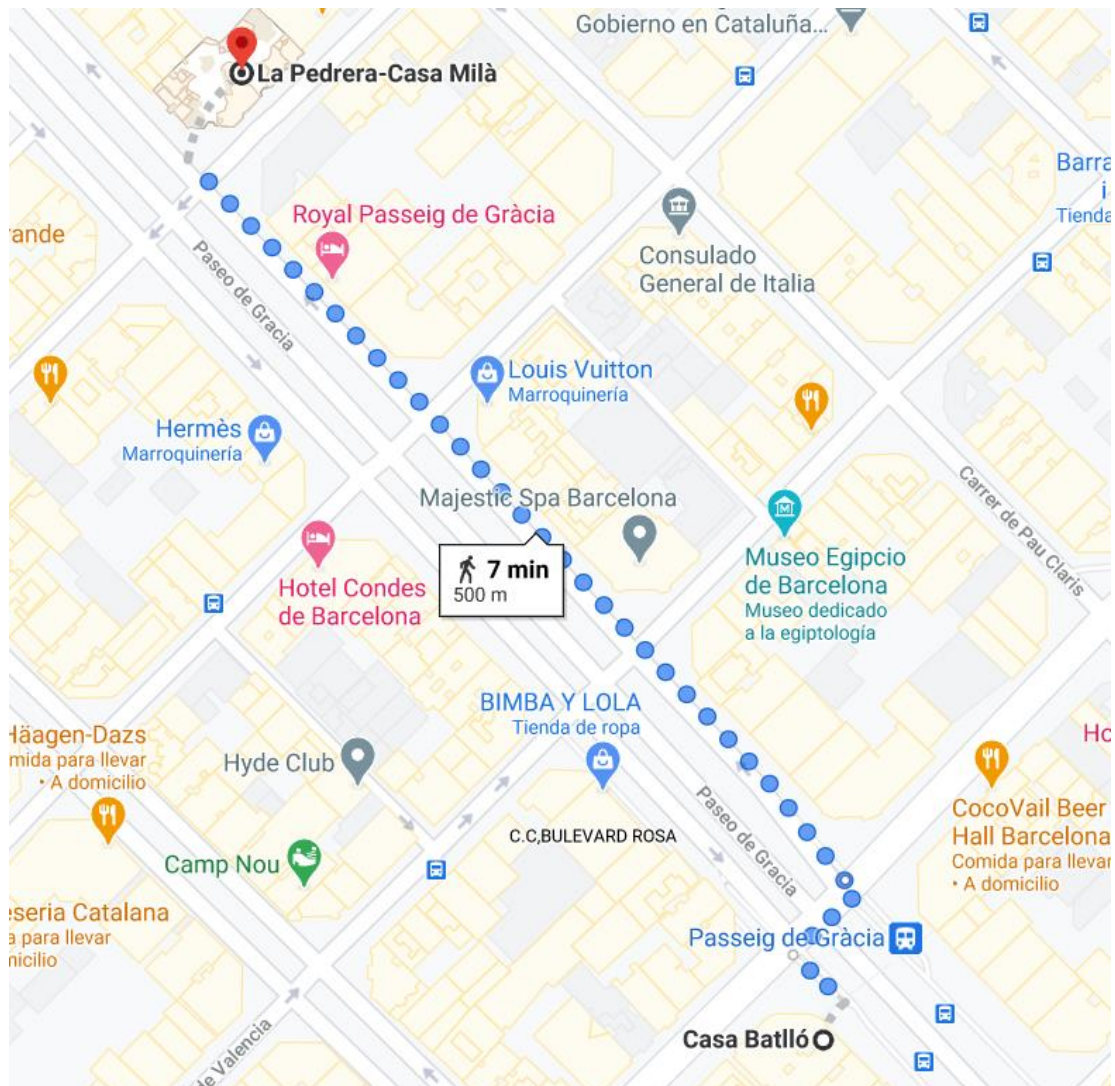 Gobierno en Cataluña...
La Pedrera-Casa Milà
Barra
i
Tienda
Royal Passeig de Gràcia
ande
Consulado
General de Italia
Paseo de Gracia
Louis Vuitton
Marroquinería
Hermès
Marroquinería
Carrer de Pau Claris
Majestic Spa Barcelona
Museo Egipcio
de Barcelona
Museo dedicado
a la egiptología
7 min
500 m
Hotel Condes
de Barcelona
BIMBA Y LOLA
Tienda de ropa
Häagen-Dazs
mida para llevar
• A domicilio
Hyde Club
Ho
Paseo de Gracia
CocoVail Beer
Hall Barcelona
Comida para llevar
• A domicilio
C.C,BULEVARD ROSA
Camp Nou
eseria Catalana
a para llevar
micilio
Passeig de Gràcia
Casa Batlló
de Valencia